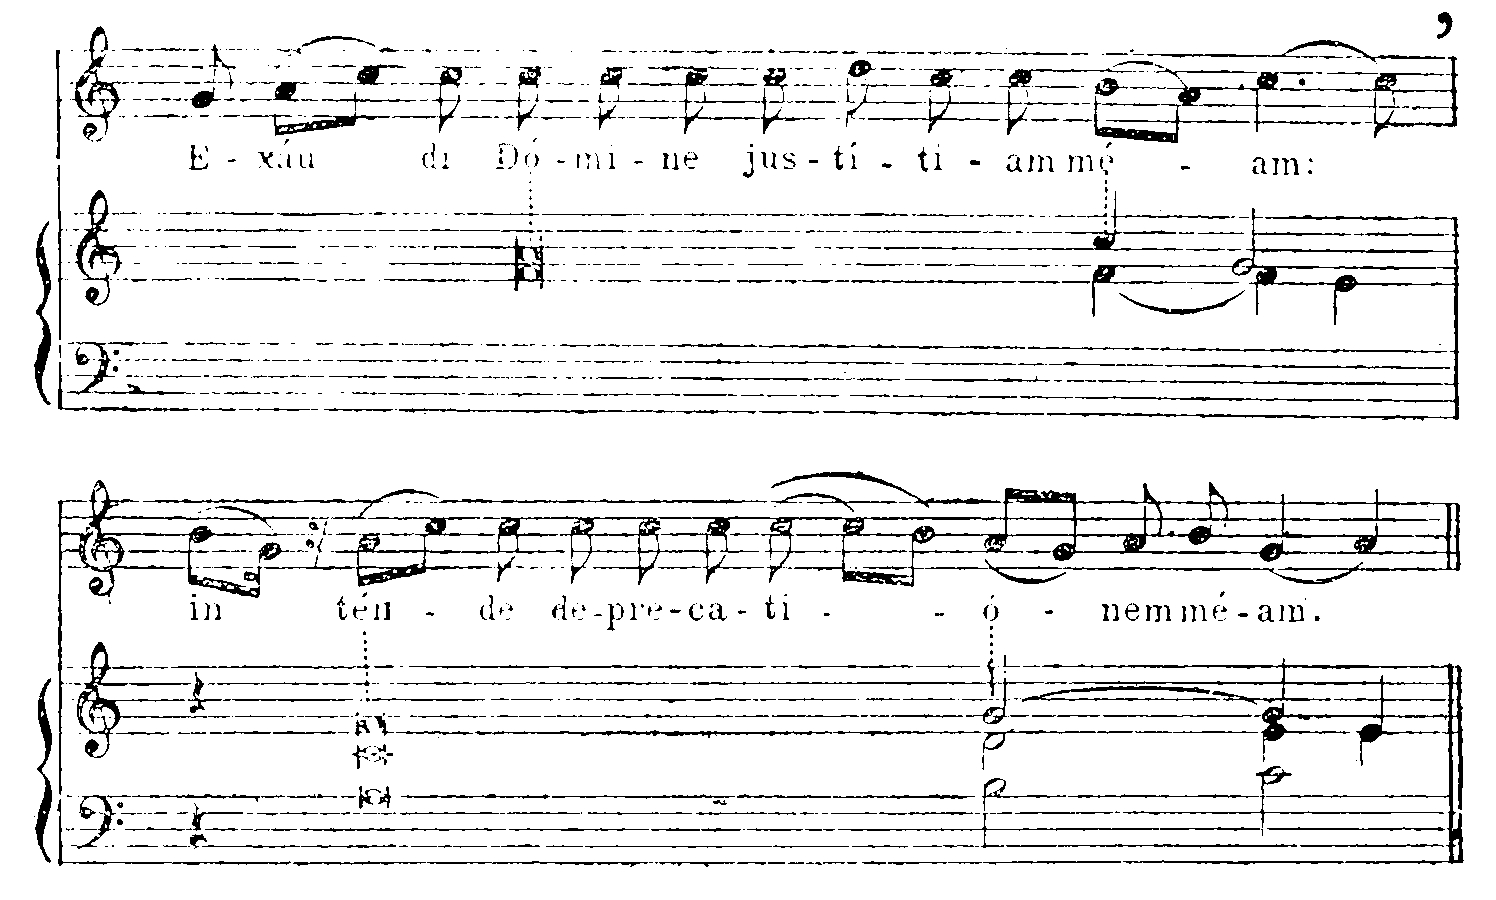 E - xáu di Dó - mi - ne jus - tí - ti - am mé - am:
in tén - de de - pre - ca - ti - - ó - nem mé - am.